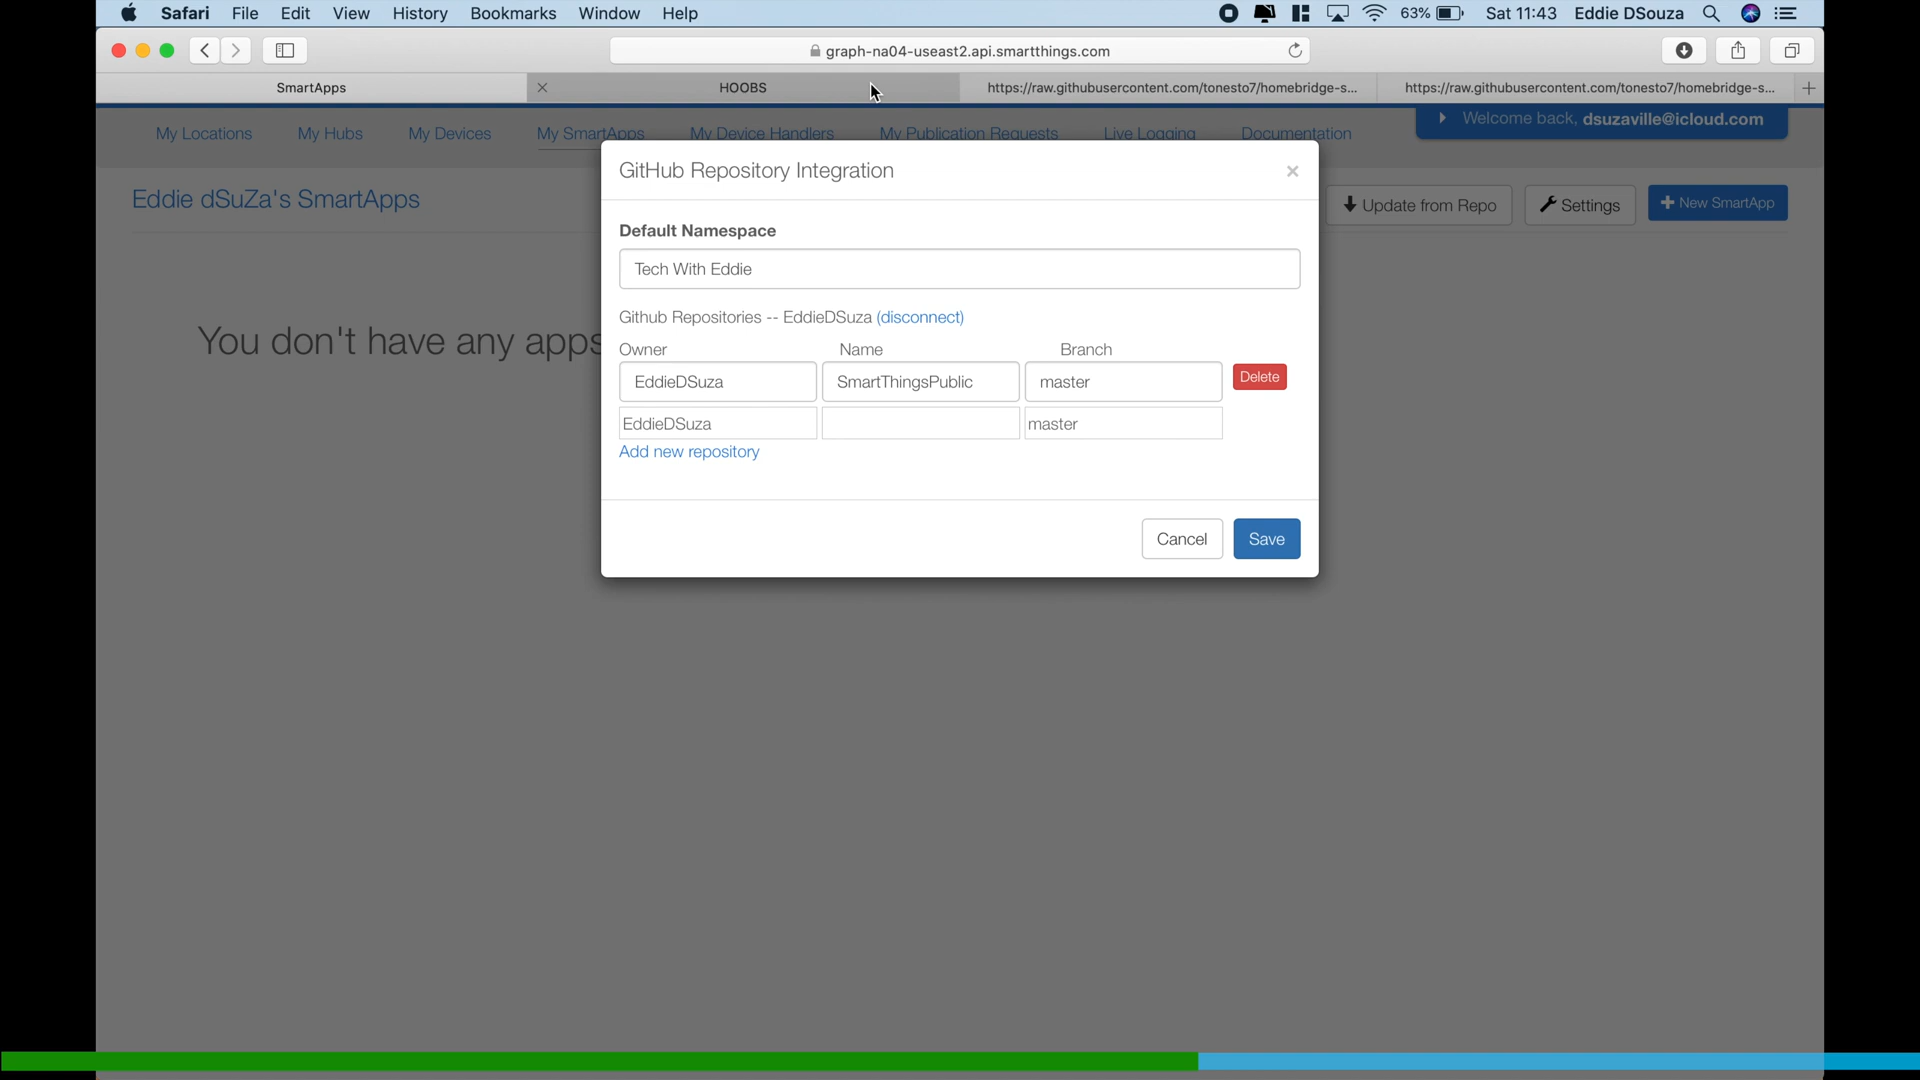 Safari File Edit View History Bookmarks Window Help 63% Sat 11:43 Eddie DSouza
graph-na04-useast2.api.smartthings.com
SmartApps HOOBS https://raw.githubusercontent.com/tonesto7/homebridge-s... https://raw.githubusercontent.com/tonesto7/homebridge-s...
My Locations My Hubs My Devices My SmartApps My Device Handlers My Publication Requests Live Logging Documentation Welcome back, dsuzaville@icloud.com
GitHub Repository Integration ×
Eddie dSuZa's SmartApps Update from Repo Settings New SmartApp
Default Namespace
Tech With Eddie
Github Repositories -- EddieDSuza (disconnect)
You don't have any apps
Owner Name Branch
EddieDSuza SmartThingsPublic master Delete
EddieDSuza master
Add new repository
Cancel Save